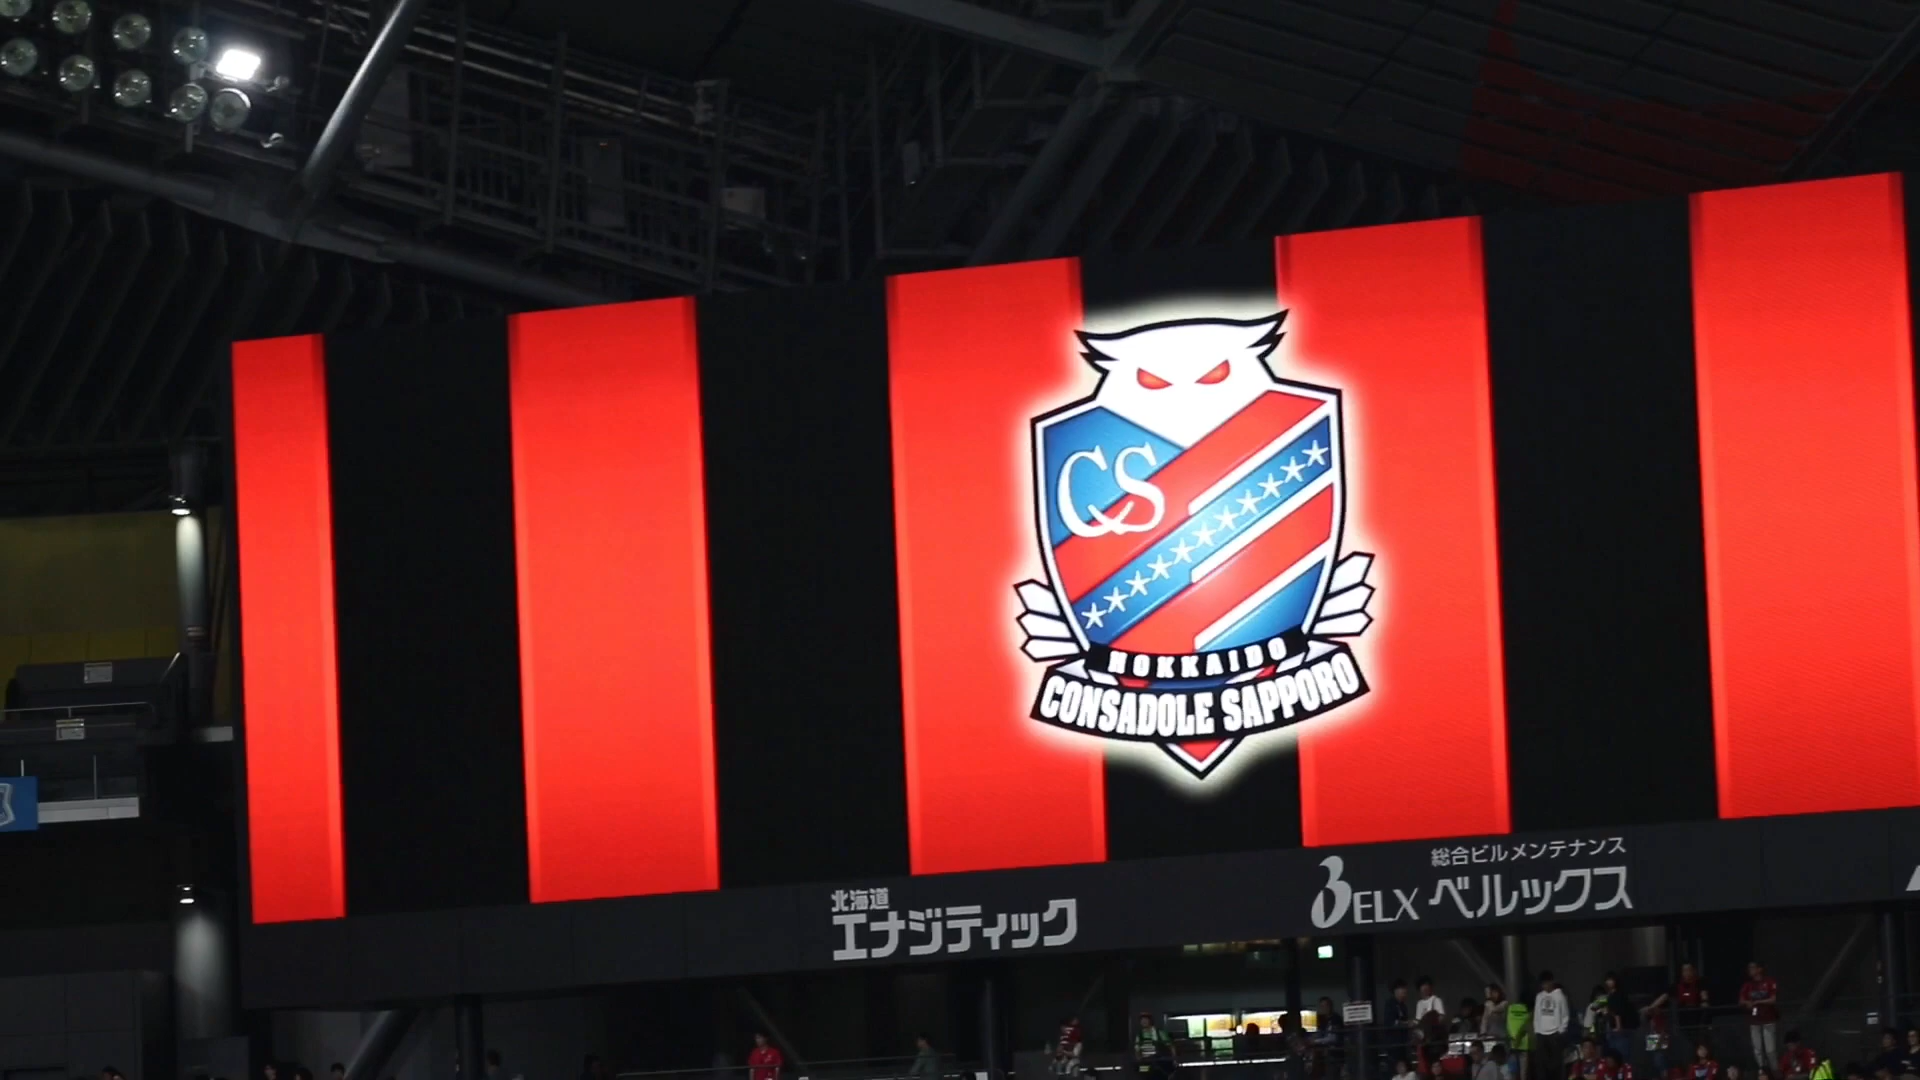 CS
HOKKAIDO
CONSADOLE SAPPORO
北海道
エナジティック
総合ビルメンテナンス
BELX ベルックス